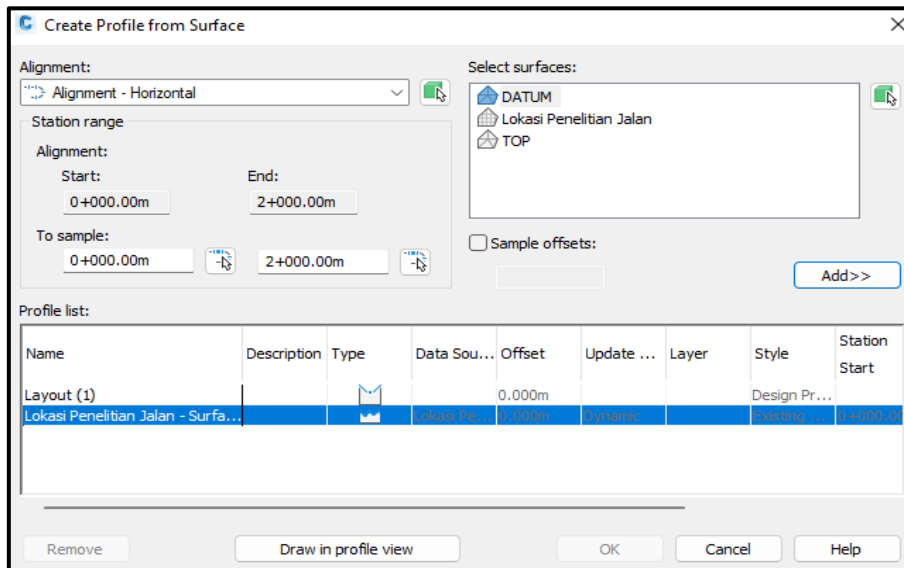 Create Profile from Surface
Alignment:
Alignment - Horizontal
Select surfaces:
DATUM
Lokasi Penelitian Jalan
TOP
Station range
Alignment:
Start: End:
0+000.00m 2+000.00m
To sample:
0+000.00m 2+000.00m
Sample offsets:
Add>>
Profile list:
Name Description Type Data Sou... Offset Update ... Layer Style Station Start
Layout (1) 0.000m Design Pr...
Lokasi Penelitian Jalan - Surfa... Lokasi Pe... 0.000m Dynamic Existing ... 0+000.00
Remove Draw in profile view OK Cancel Help